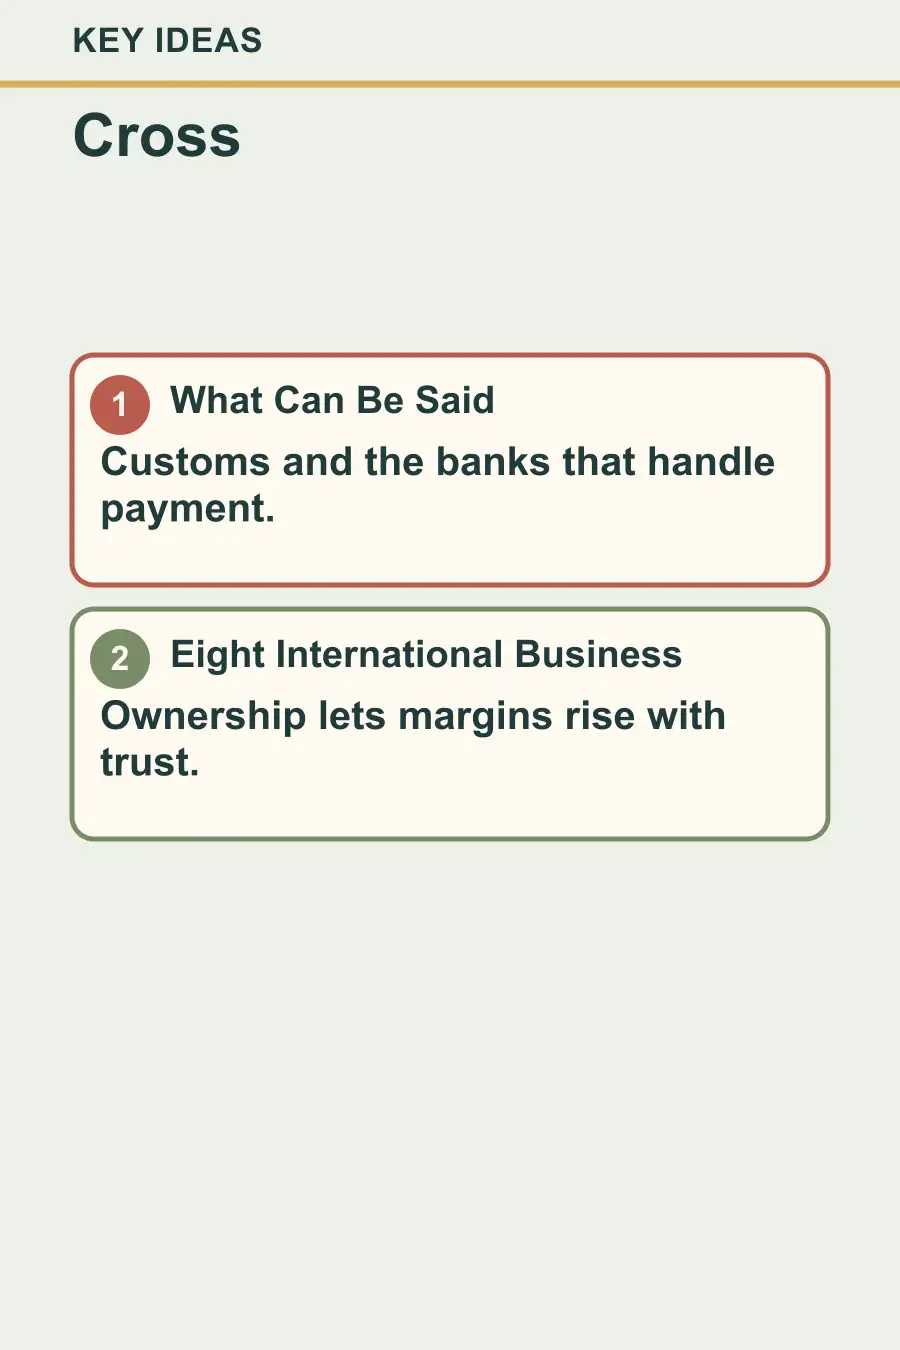 KEY IDEAS
Cross
1 What Can Be Said
Customs and the banks that handle
payment.
2 Eight International Business
Ownership lets margins rise with
trust.